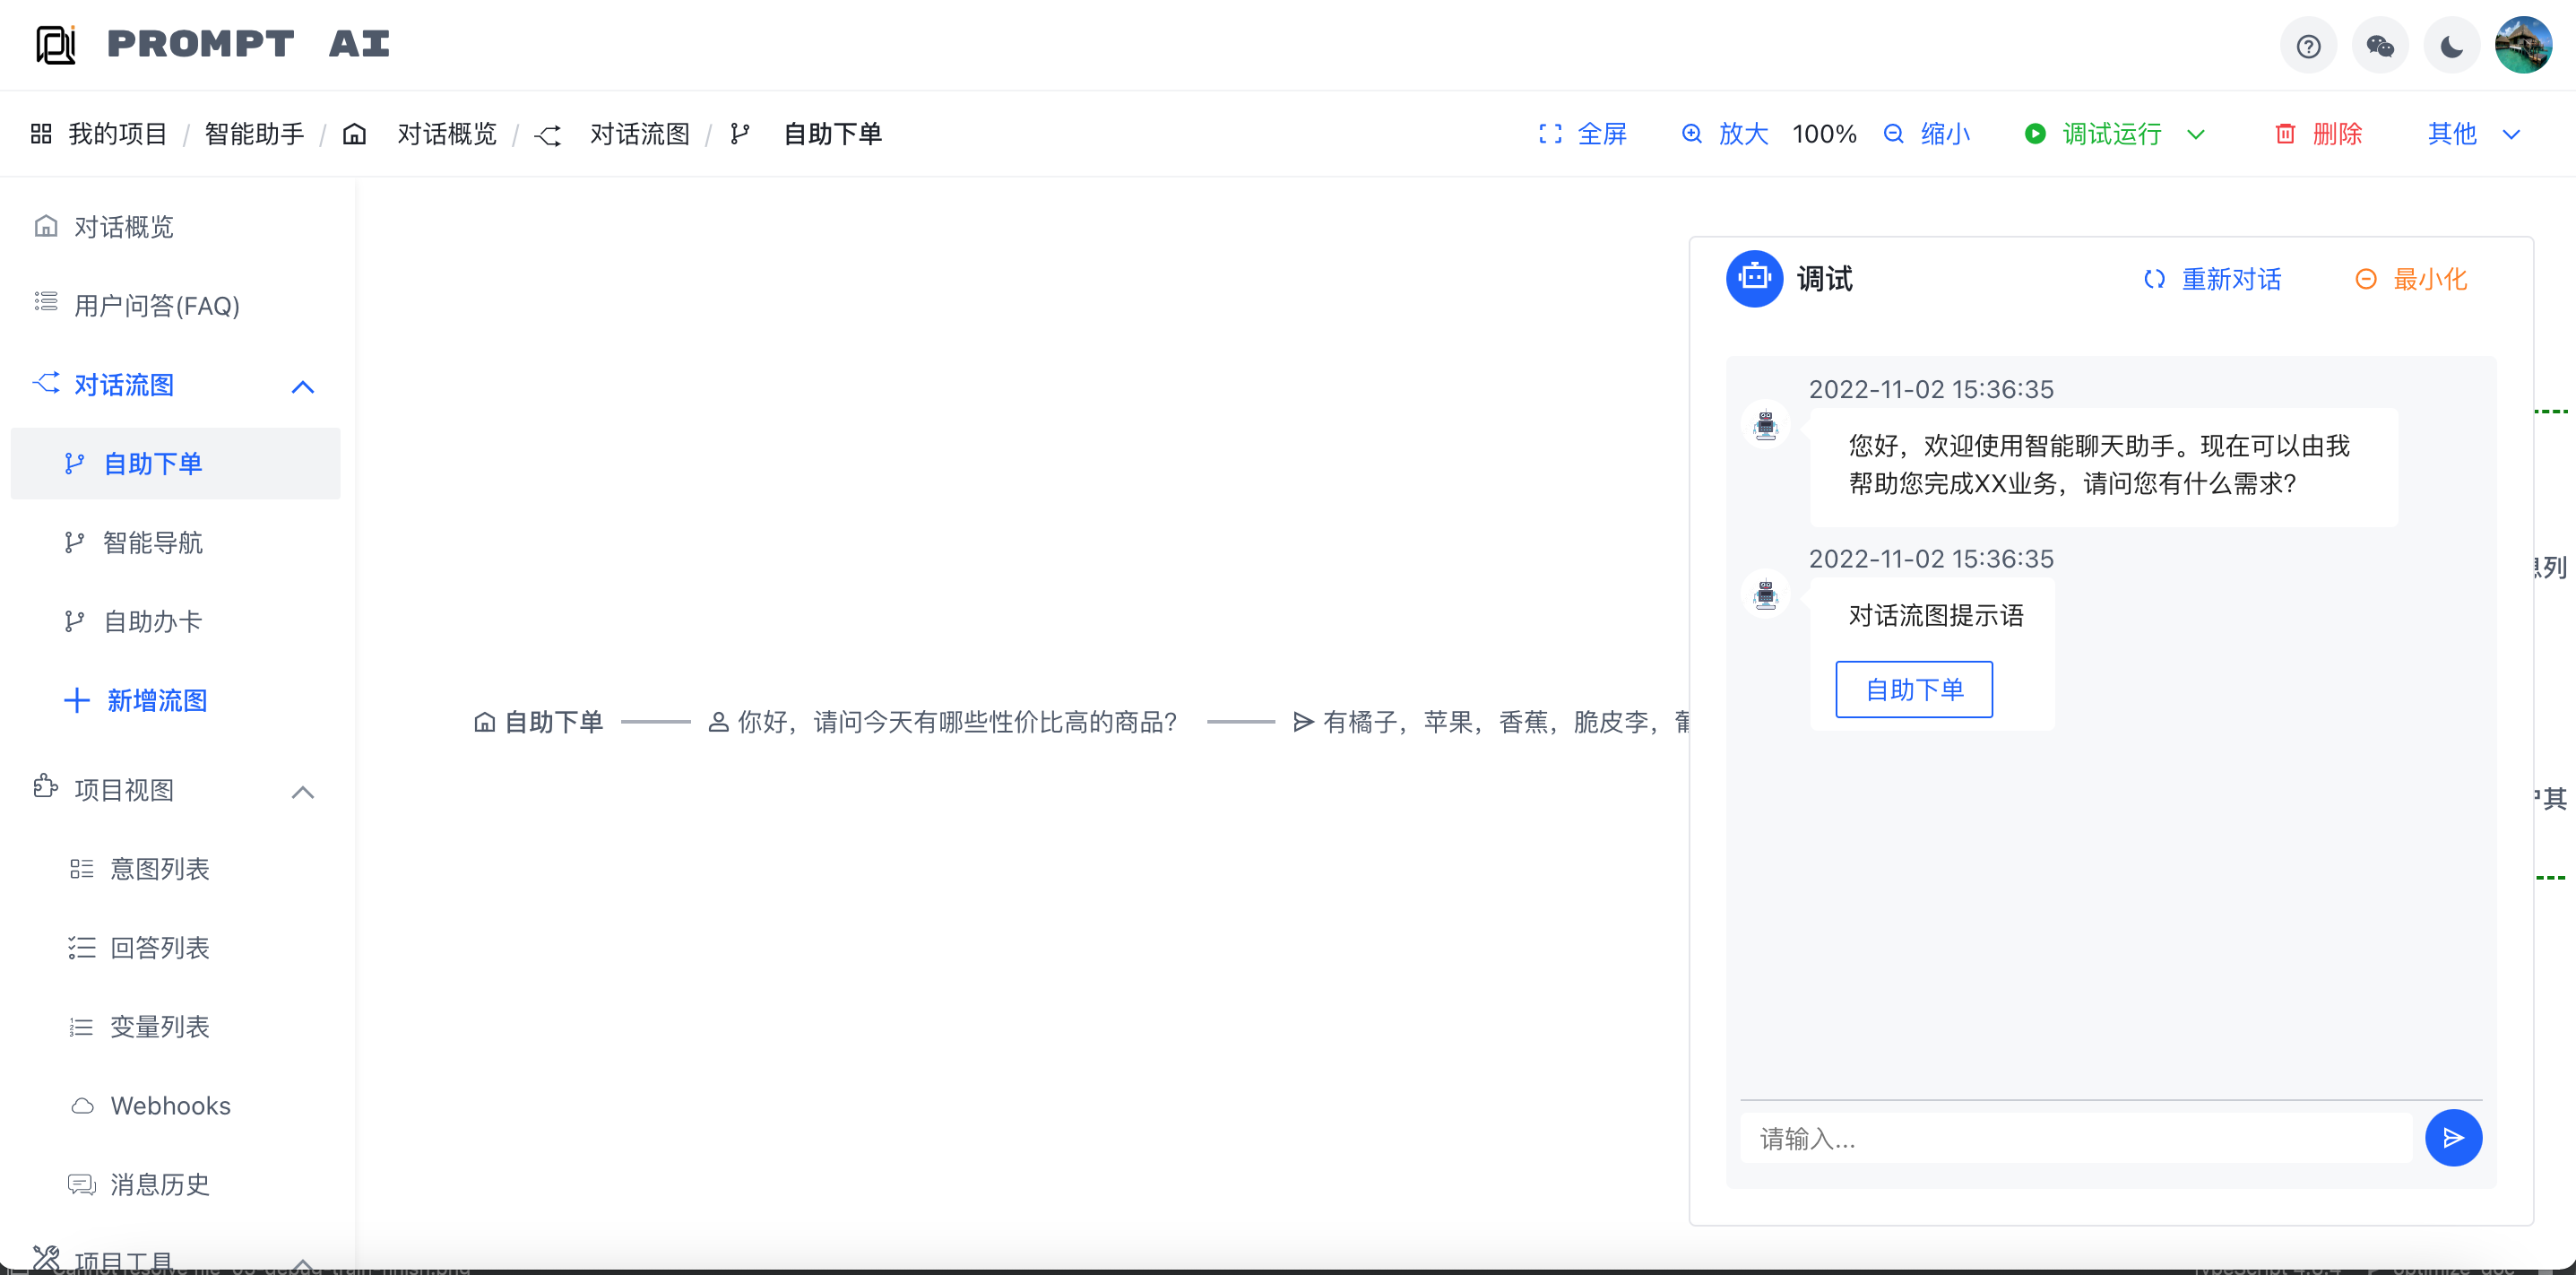 PROMPT AI
我的项目 / 智能助手 / 对话概览 / 对话流图 / 自助下单
全屏 放大 100% 缩小 调试运行 删除 其他
对话概览
用户问答(FAQ)
对话流图
自助下单
智能导航
自助办卡
新增流图
项目视图
意图列表
回答列表
变量列表
Webhooks
消息历史
项目工具
自助下单
你好，请问今天有哪些性价比高的商品？
有橘子，苹果，香蕉，脆皮李，
调试
重新对话
最小化
2022-11-02 15:36:35
您好，欢迎使用智能聊天助手。现在可以由我
帮助您完成XX业务，请问您有什么需求？
2022-11-02 15:36:35
对话流图提示语
自助下单
请输入...
列
其